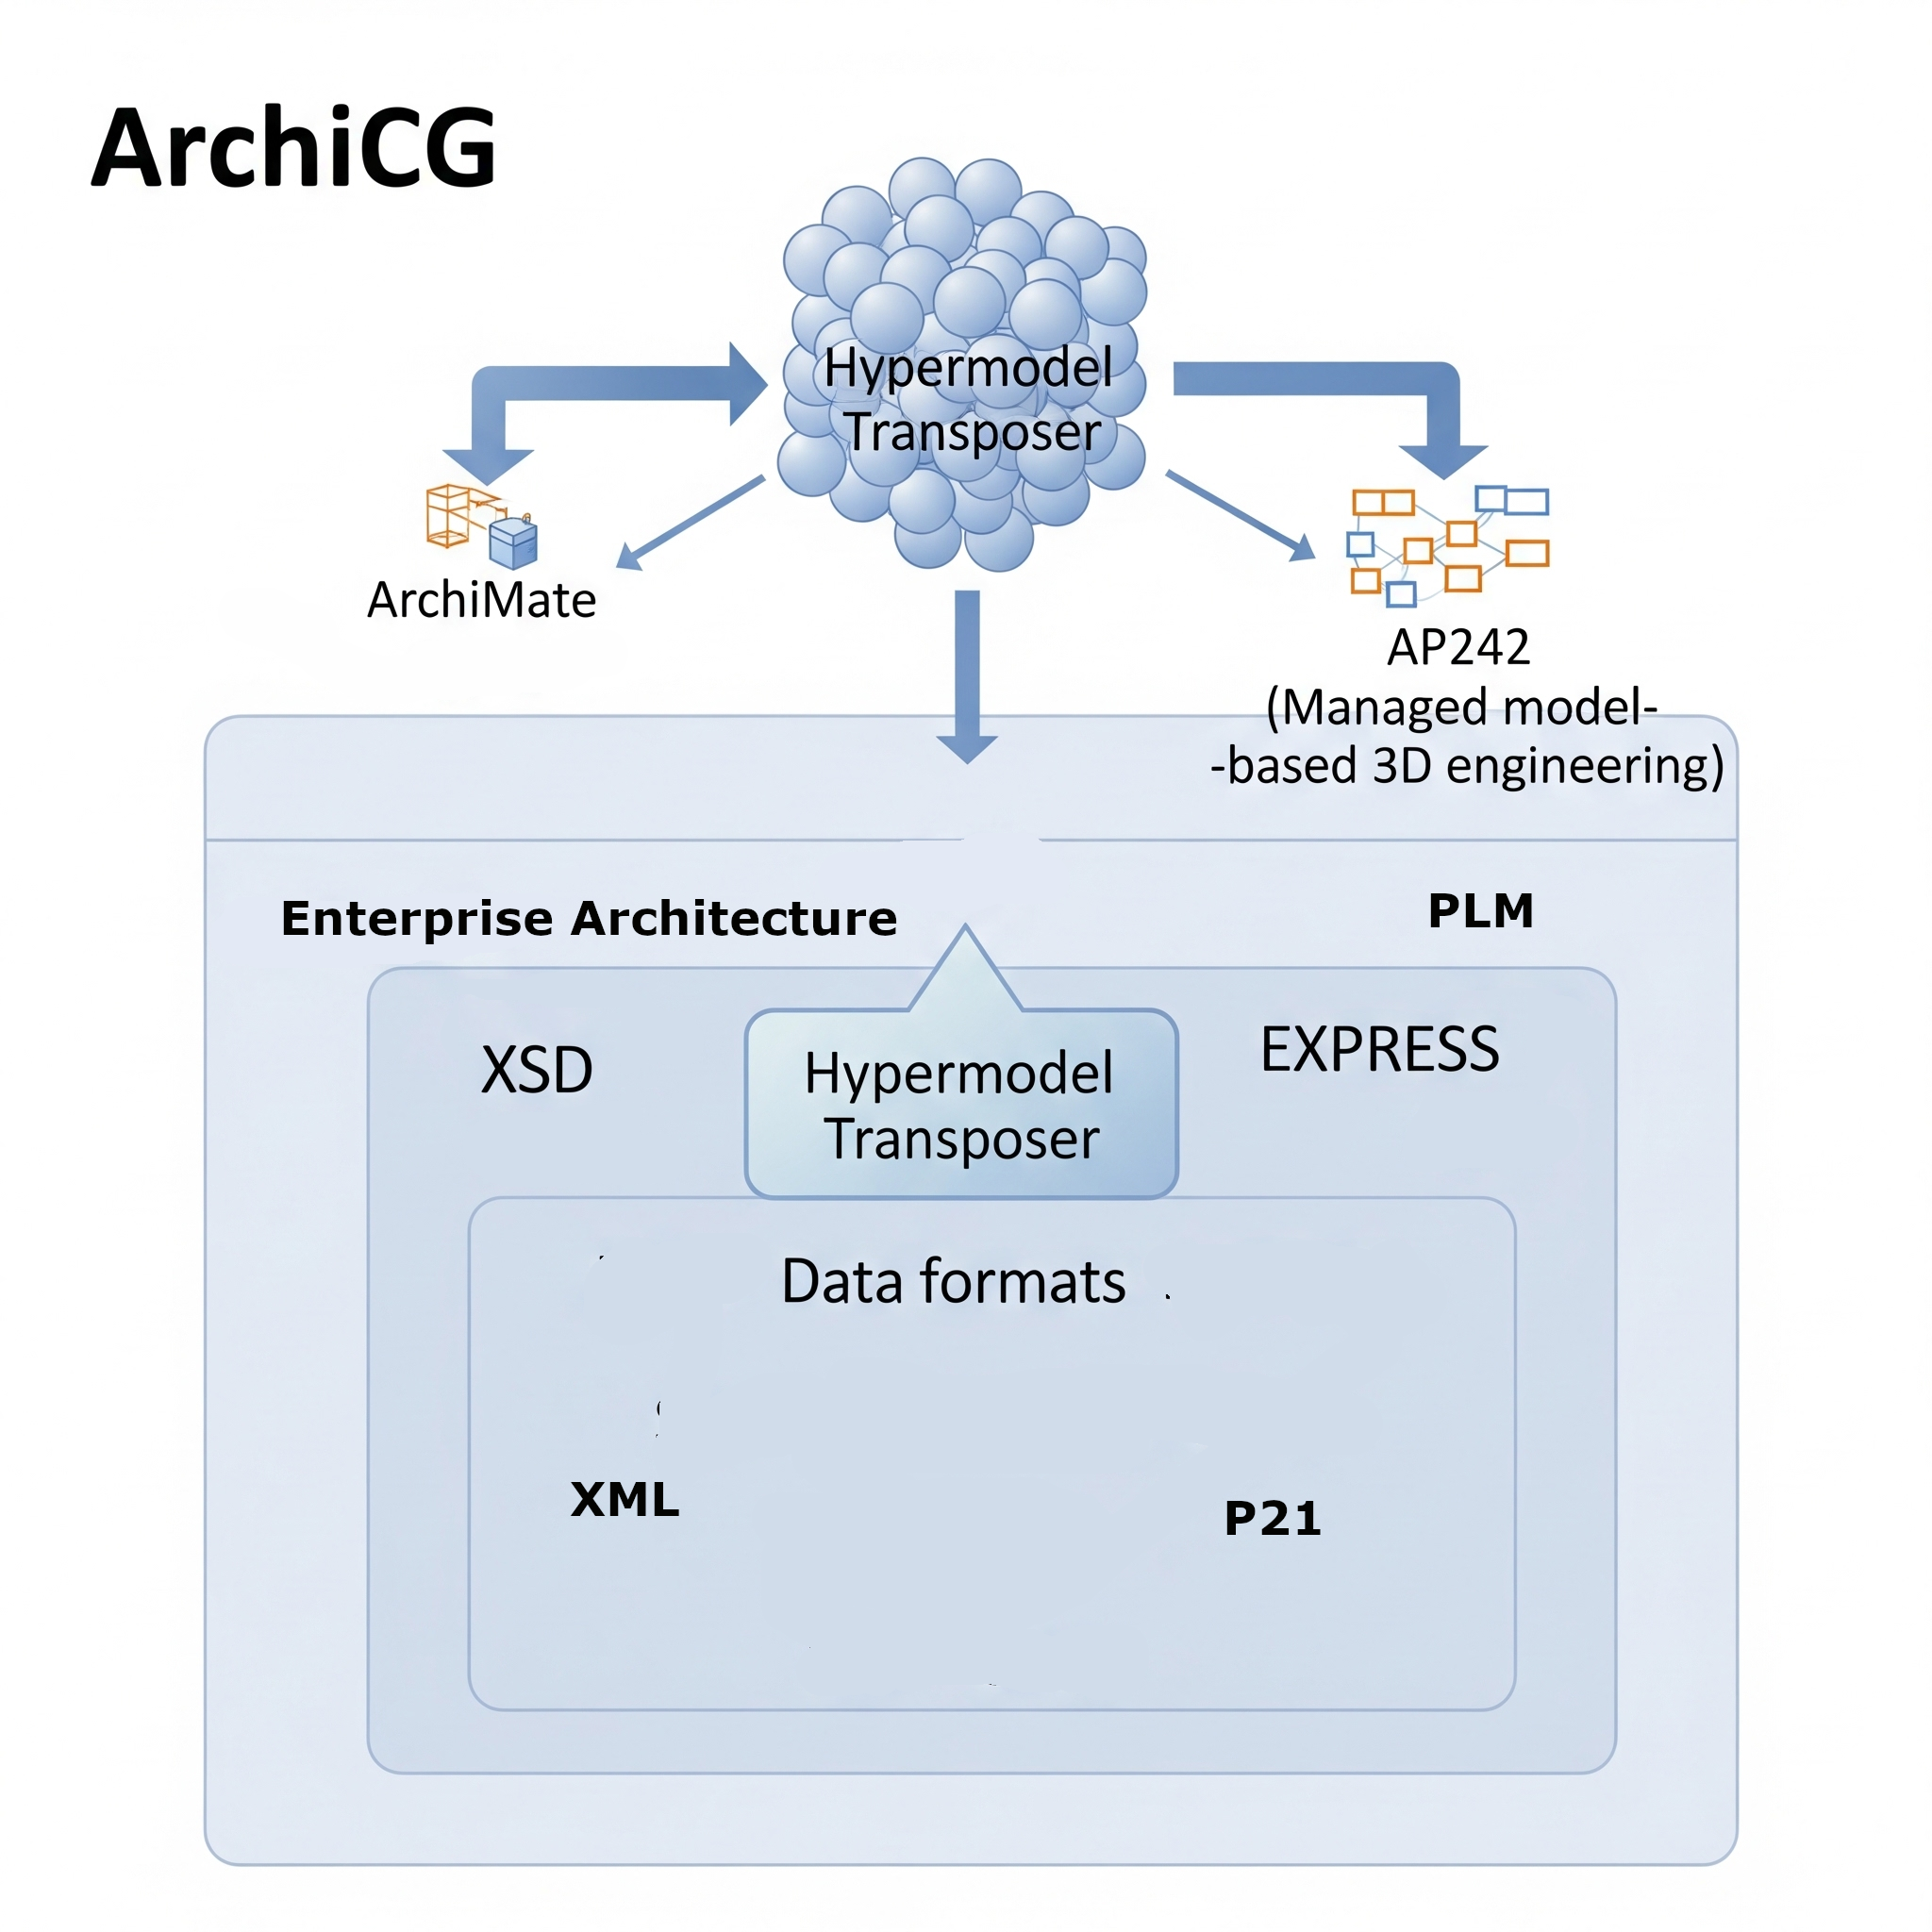 ArchiCG
Hypermodel
Transposer
ArchiMate
AP242
(Managed model-
-based 3D engineering)
Enterprise Architecture
PLM
XSD
EXPRESS
Hypermodel
Transposer
Data formats
XML
P21